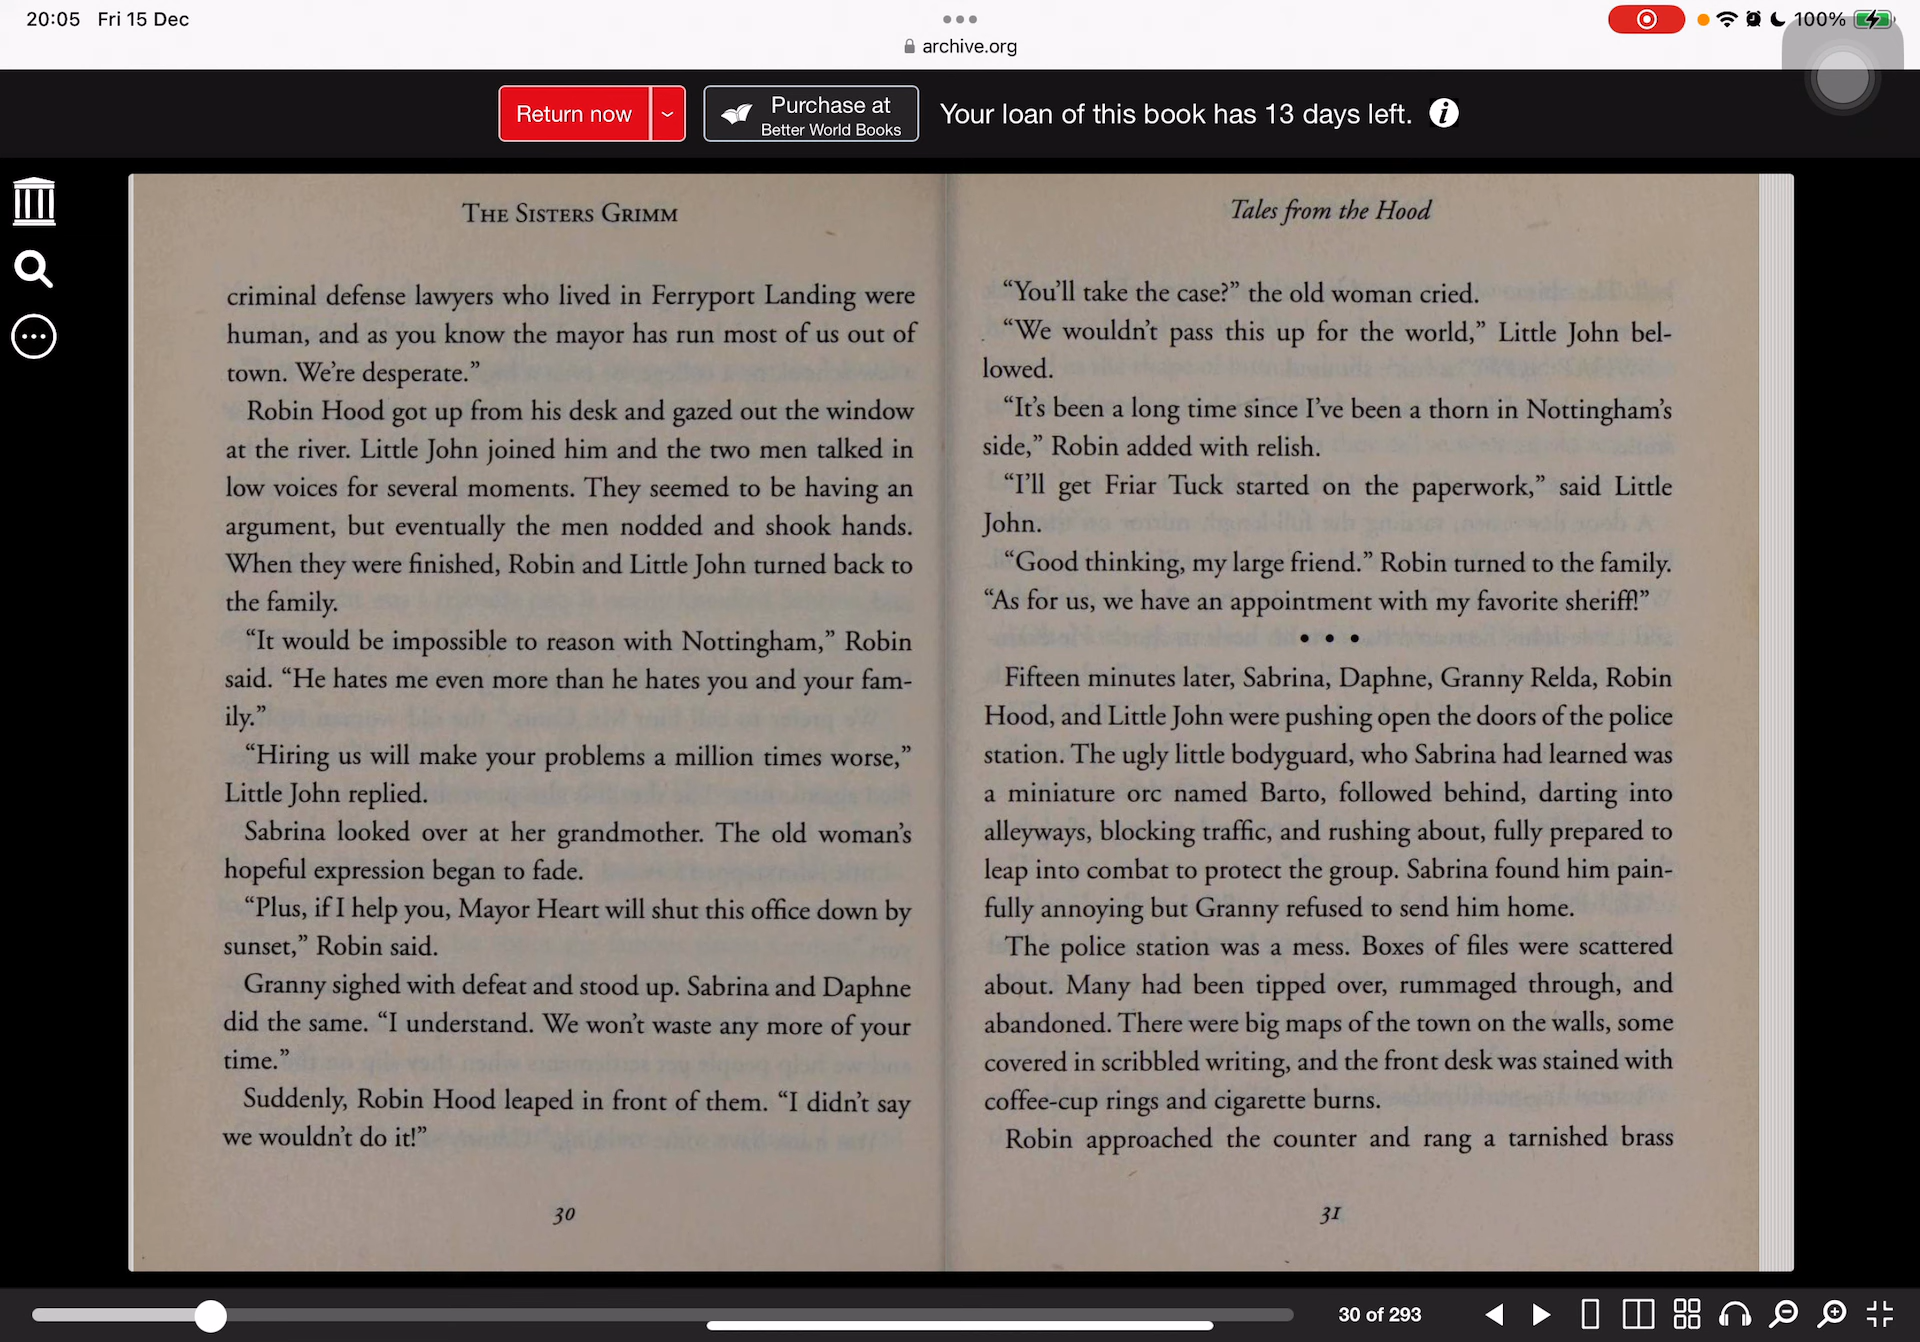 20:05 Fri 15 Dec
100%
archive.org
Return now
Purchase at
Better World Books
Your loan of this book has 13 days left.
THE SISTERS GRIMM
criminal defense lawyers who lived in Ferryport Landing were
human, and as you know the mayor has run most of us out of
town. We're desperate.”
Robin Hood got up from his desk and gazed out the window
at the river. Little John joined him and the two men talked in
low voices for several moments. They seemed to be having an
argument, but eventually the men nodded and shook hands.
When they were finished, Robin and Little John turned back to
the family.
“It would be impossible to reason with Nottingham,” Robin
said. “He hates me even more than he hates you and your fam-
ily.”
“Hiring us will make your problems a million times worse,”
Little John replied.
Sabrina looked over at her grandmother. The old woman's
hopeful expression began to fade.
“Plus, if I help you, Mayor Heart will shut this office down by
sunset,” Robin said.
Granny sighed with defeat and stood up. Sabrina and Daphne
did the same. “I understand. We won't waste any more of your
time.”
Suddenly, Robin Hood leaped in front of them. “I didn't say
we wouldn't do it!”
30
Tales from the Hood
“You'll take the case?” the old woman cried.
“We wouldn't pass this up for the world,” Little John bel-
lowed.
“It's been a long time since I've been a thorn in Nottingham's
side,” Robin added with relish.
“I'll get Friar Tuck started on the paperwork,” said Little
John.
“Good thinking, my large friend.” Robin turned to the family.
“As for us, we have an appointment with my favorite sheriff!”
• • •
Fifteen minutes later, Sabrina, Daphne, Granny Relda, Robin
Hood, and Little John were pushing open the doors of the police
station. The ugly little bodyguard, who Sabrina had learned was
a miniature orc named Barto, followed behind, darting into
alleyways, blocking traffic, and rushing about, fully prepared to
leap into combat to protect the group. Sabrina found him pain-
fully annoying but Granny refused to send him home.
The police station was a mess. Boxes of files were scattered
about. Many had been tipped over, rummaged through, and
abandoned. There were big maps of the town on the walls, some
covered in scribbled writing, and the front desk was stained with
coffee-cup rings and cigarette burns.
Robin approached the counter and rang a tarnished brass
31
30 of 293